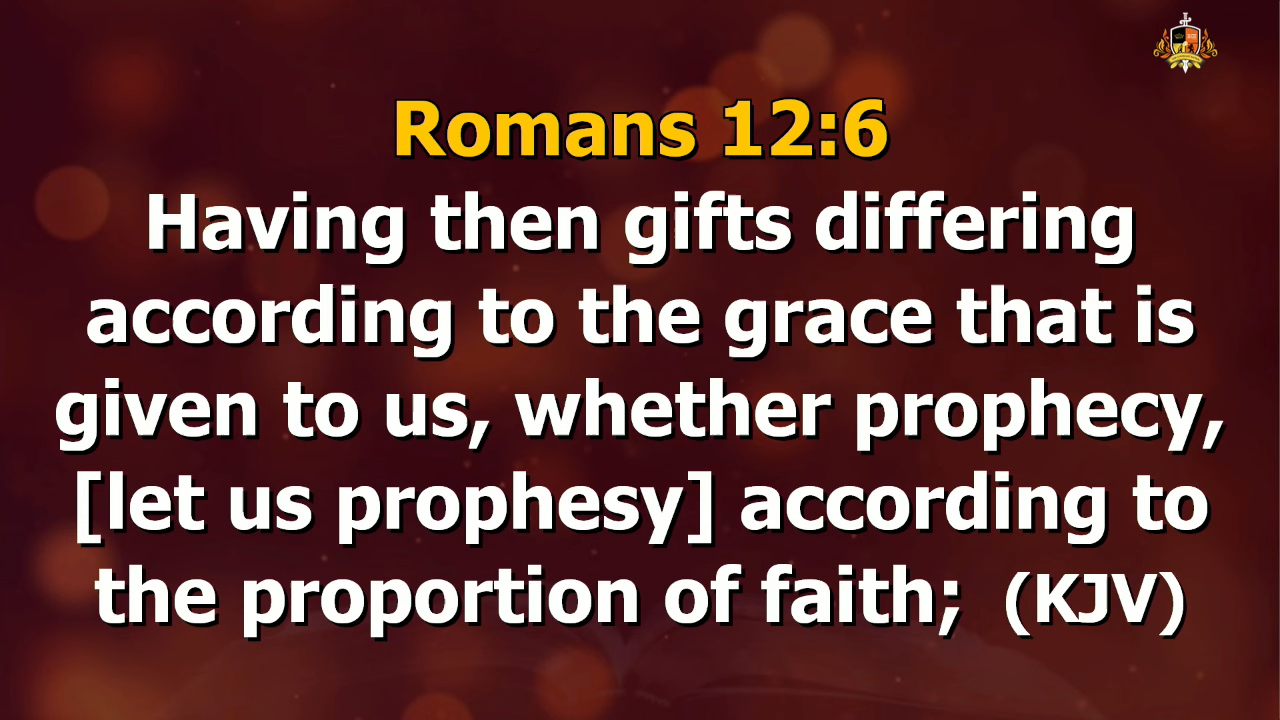 Romans 12:6
Having then gifts differing
according to the grace that is
given to us, whether prophecy,
[let us prophesy] according to
the proportion of faith; (KJV)